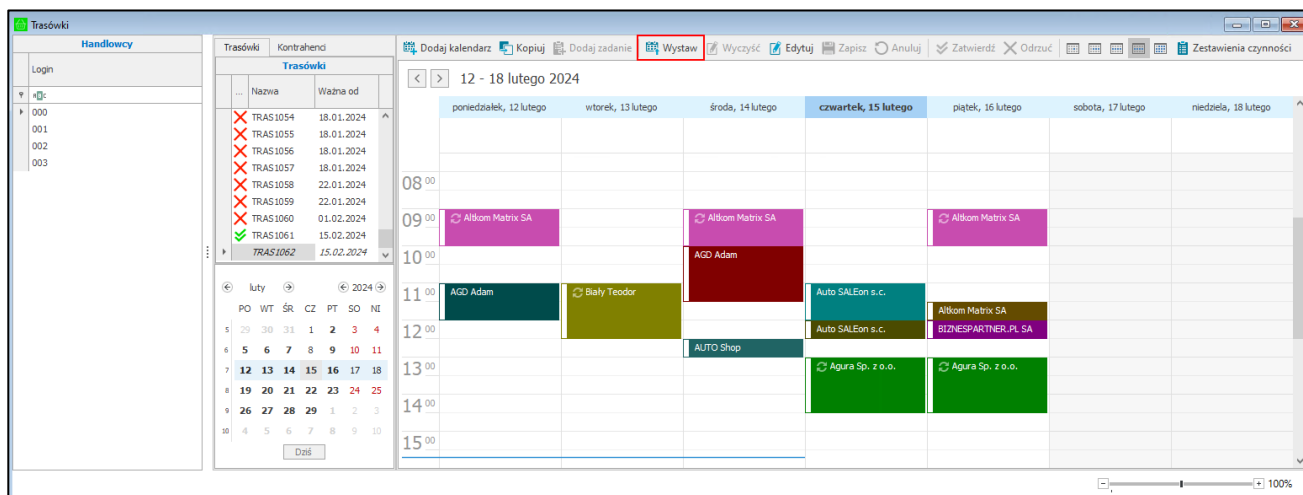 Trasówki
Handlowcy
Login
000
001
002
003
Trasówki Kontrahenci
Trasówki
... Nazwa Ważna od
TRAS1054 18.01.2024
TRAS1055 18.01.2024
TRAS1056 18.01.2024
TRAS1057 18.01.2024
TRAS1058 22.01.2024
TRAS1059 22.01.2024
TRAS1060 01.02.2024
TRAS1061 15.02.2024
TRAS1062 15.02.2024
luty 2024
PO WT ŚR CZ PT SO NI
5 29 30 31 1 2 3 4
6 5 6 7 8 9 10 11
7 12 13 14 15 16 17 18
8 19 20 21 22 23 24 25
9 26 27 28 29 1 2 3
10 4 5 6 7 8 9 10
Dziś
Dodaj kalendarz Kopiuj Dodaj zadanie Wystaw Wyczyść Edytuj Zapisz Anuluj Zatwierdź Odrzuć Zestawienia czynności
12 - 18 lutego 2024
poniedziałek, 12 lutego wtorek, 13 lutego środa, 14 lutego czwartek, 15 lutego piątek, 16 lutego sobota, 17 lutego niedziela, 18 lutego
08 00
09 00 Altkom Matrix SA Altkom Matrix SA Altkom Matrix SA
10 00 AGD Adam
11 00 AGD Adam Biały Teodor Auto SALEon s.c.
Altkom Matrix SA
12 00 Auto SALEon s.c. BIZNESPARTNER.PL SA
AUTO Shop
13 00 Agura Sp. z o.o. Agura Sp. z o.o.
14 00
15 00
100%